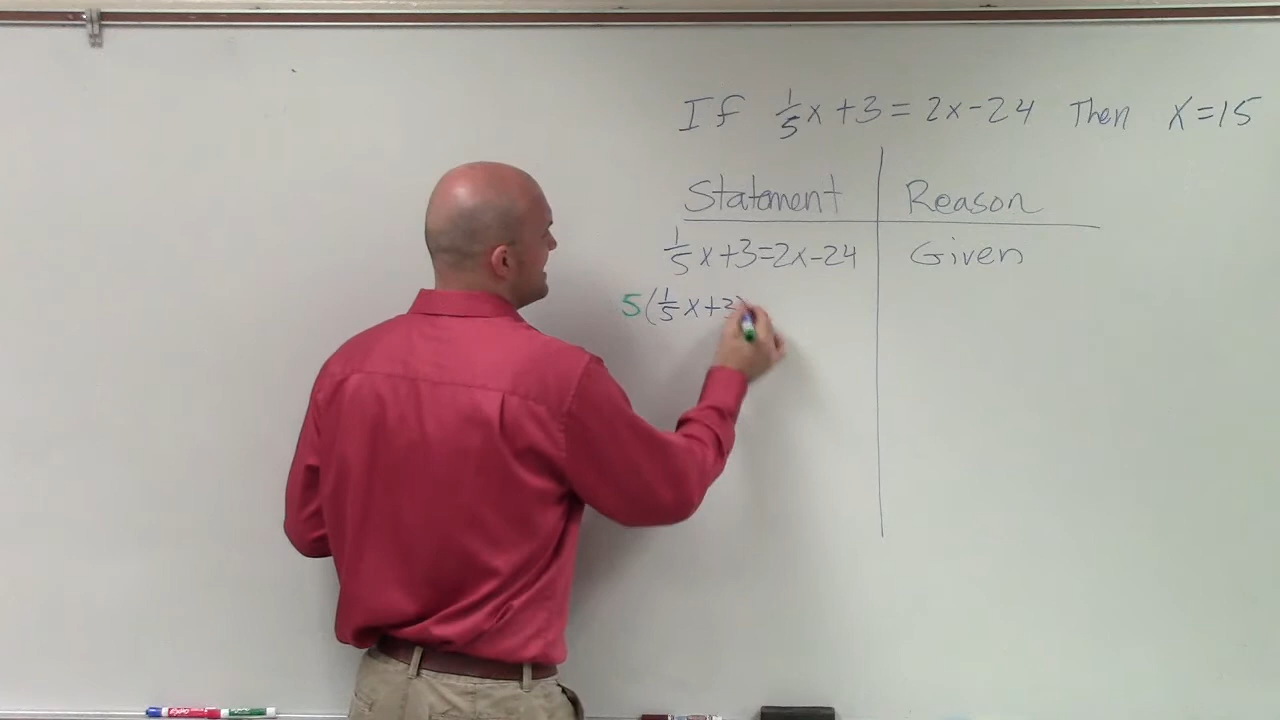 If 1/5x + 3 = 2x - 24 Then x = 15
Statement Reason
1/5x + 3 = 2x - 24 Given
5(1/5x + 3)
EXPO